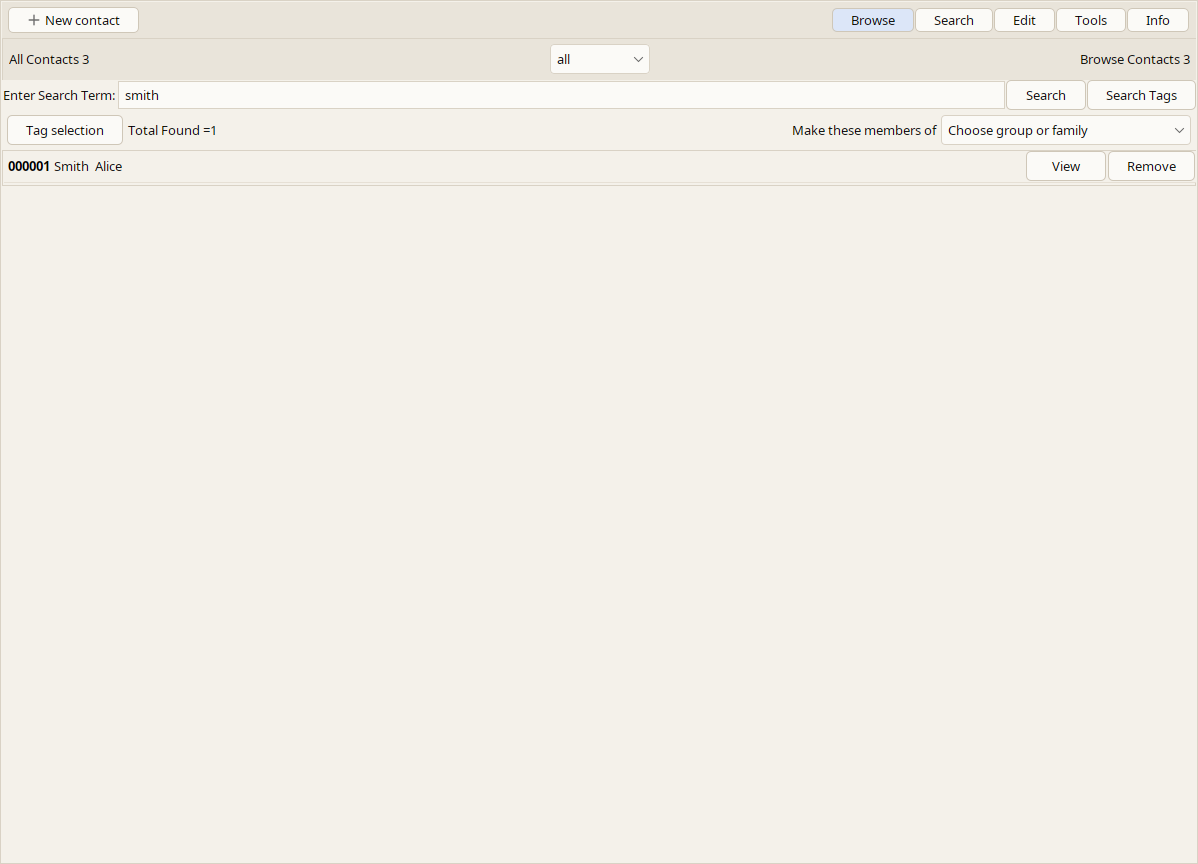 New contact Browse Search Edit Tools Info
All Contacts 3 all Browse Contacts 3
Enter Search Term: smith Search Search Tags
Tag selection Total Found =1 Make these members of Choose group or family
000001 Smith Alice View Remove